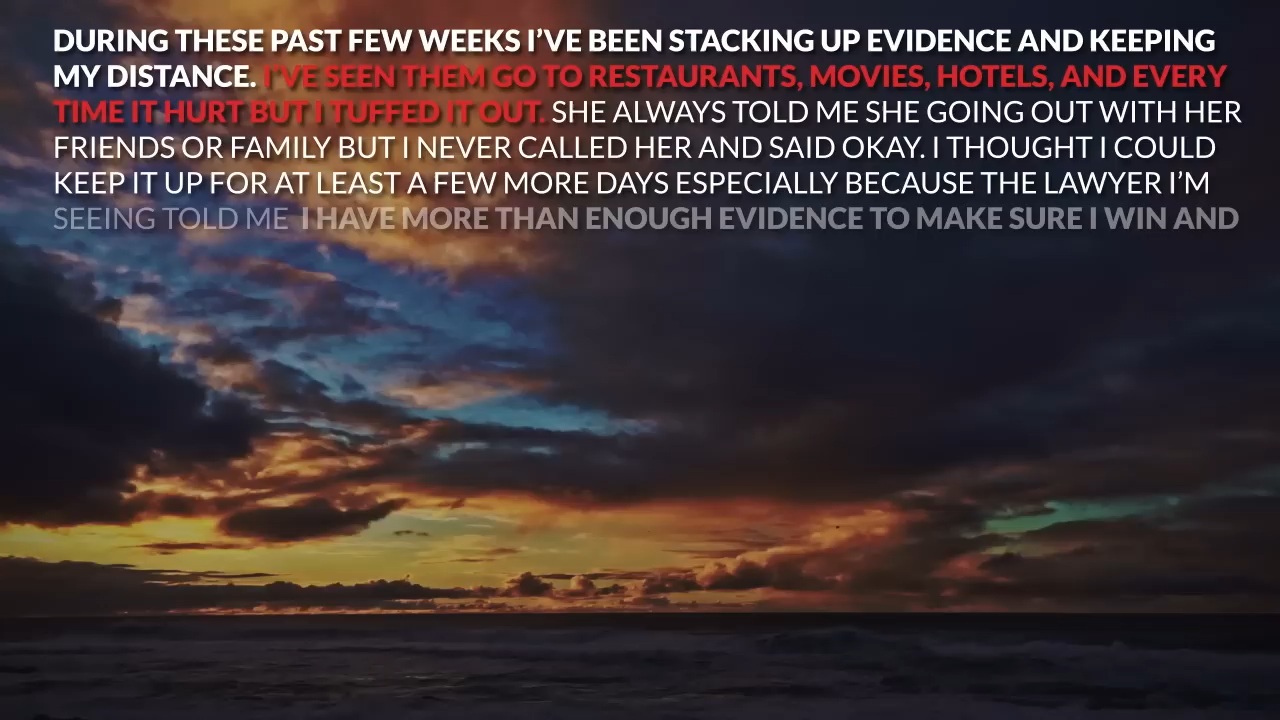 DURING THESE PAST FEW WEEKS I'VE BEEN STACKING UP EVIDENCE AND KEEPING
MY DISTANCE. I'VE SEEN THEM GO TO RESTAURANTS, MOVIES, HOTELS, AND EVERY
TIME IT HURT BUT I TUFFED IT OUT. SHE ALWAYS TOLD ME SHE GOING OUT WITH HER
FRIENDS OR FAMILY BUT I NEVER CALLED HER AND SAID OKAY. I THOUGHT I COULD
KEEP IT UP FOR AT LEAST A FEW MORE DAYS ESPECIALLY BECAUSE THE LAWYER I'M
SEEING TOLD ME I HAVE MORE THAN ENOUGH EVIDENCE TO MAKE SURE I WIN AND